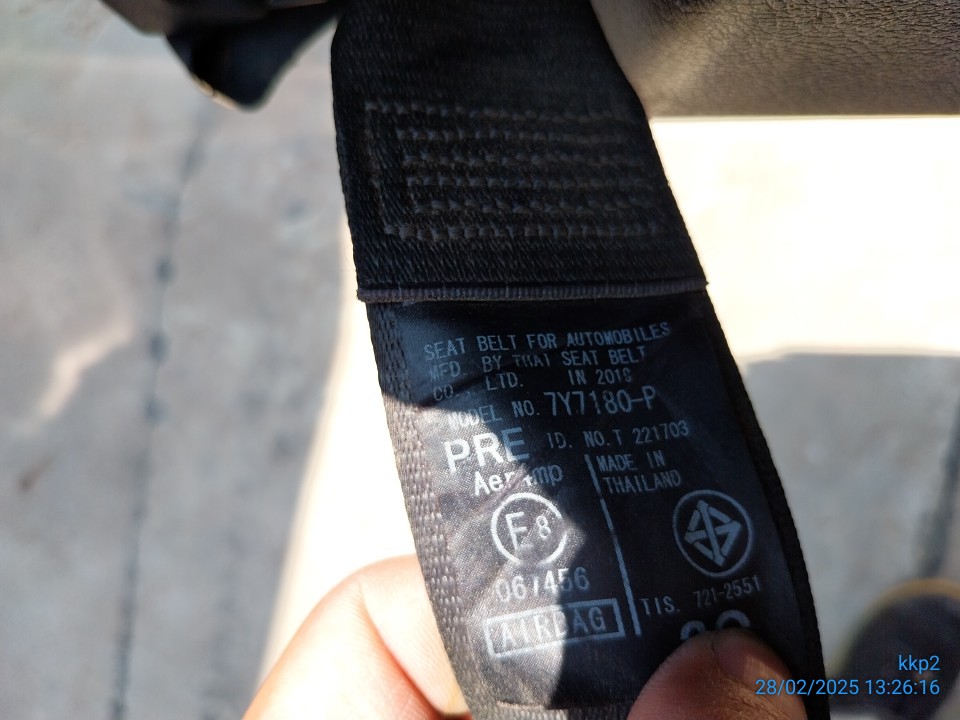 SEAT BELT FOR AUTOMOBILES
MFD. BY THAI SEAT BELT
CO., LTD. IN 2019
MODEL NO. 7Y7180-P
PRE ID. NO. T 221703
MADE IN
THAILAND
E8
06
TIS. 721-2551
AIRBAG
kkp2
28/02/2025 13:26:16